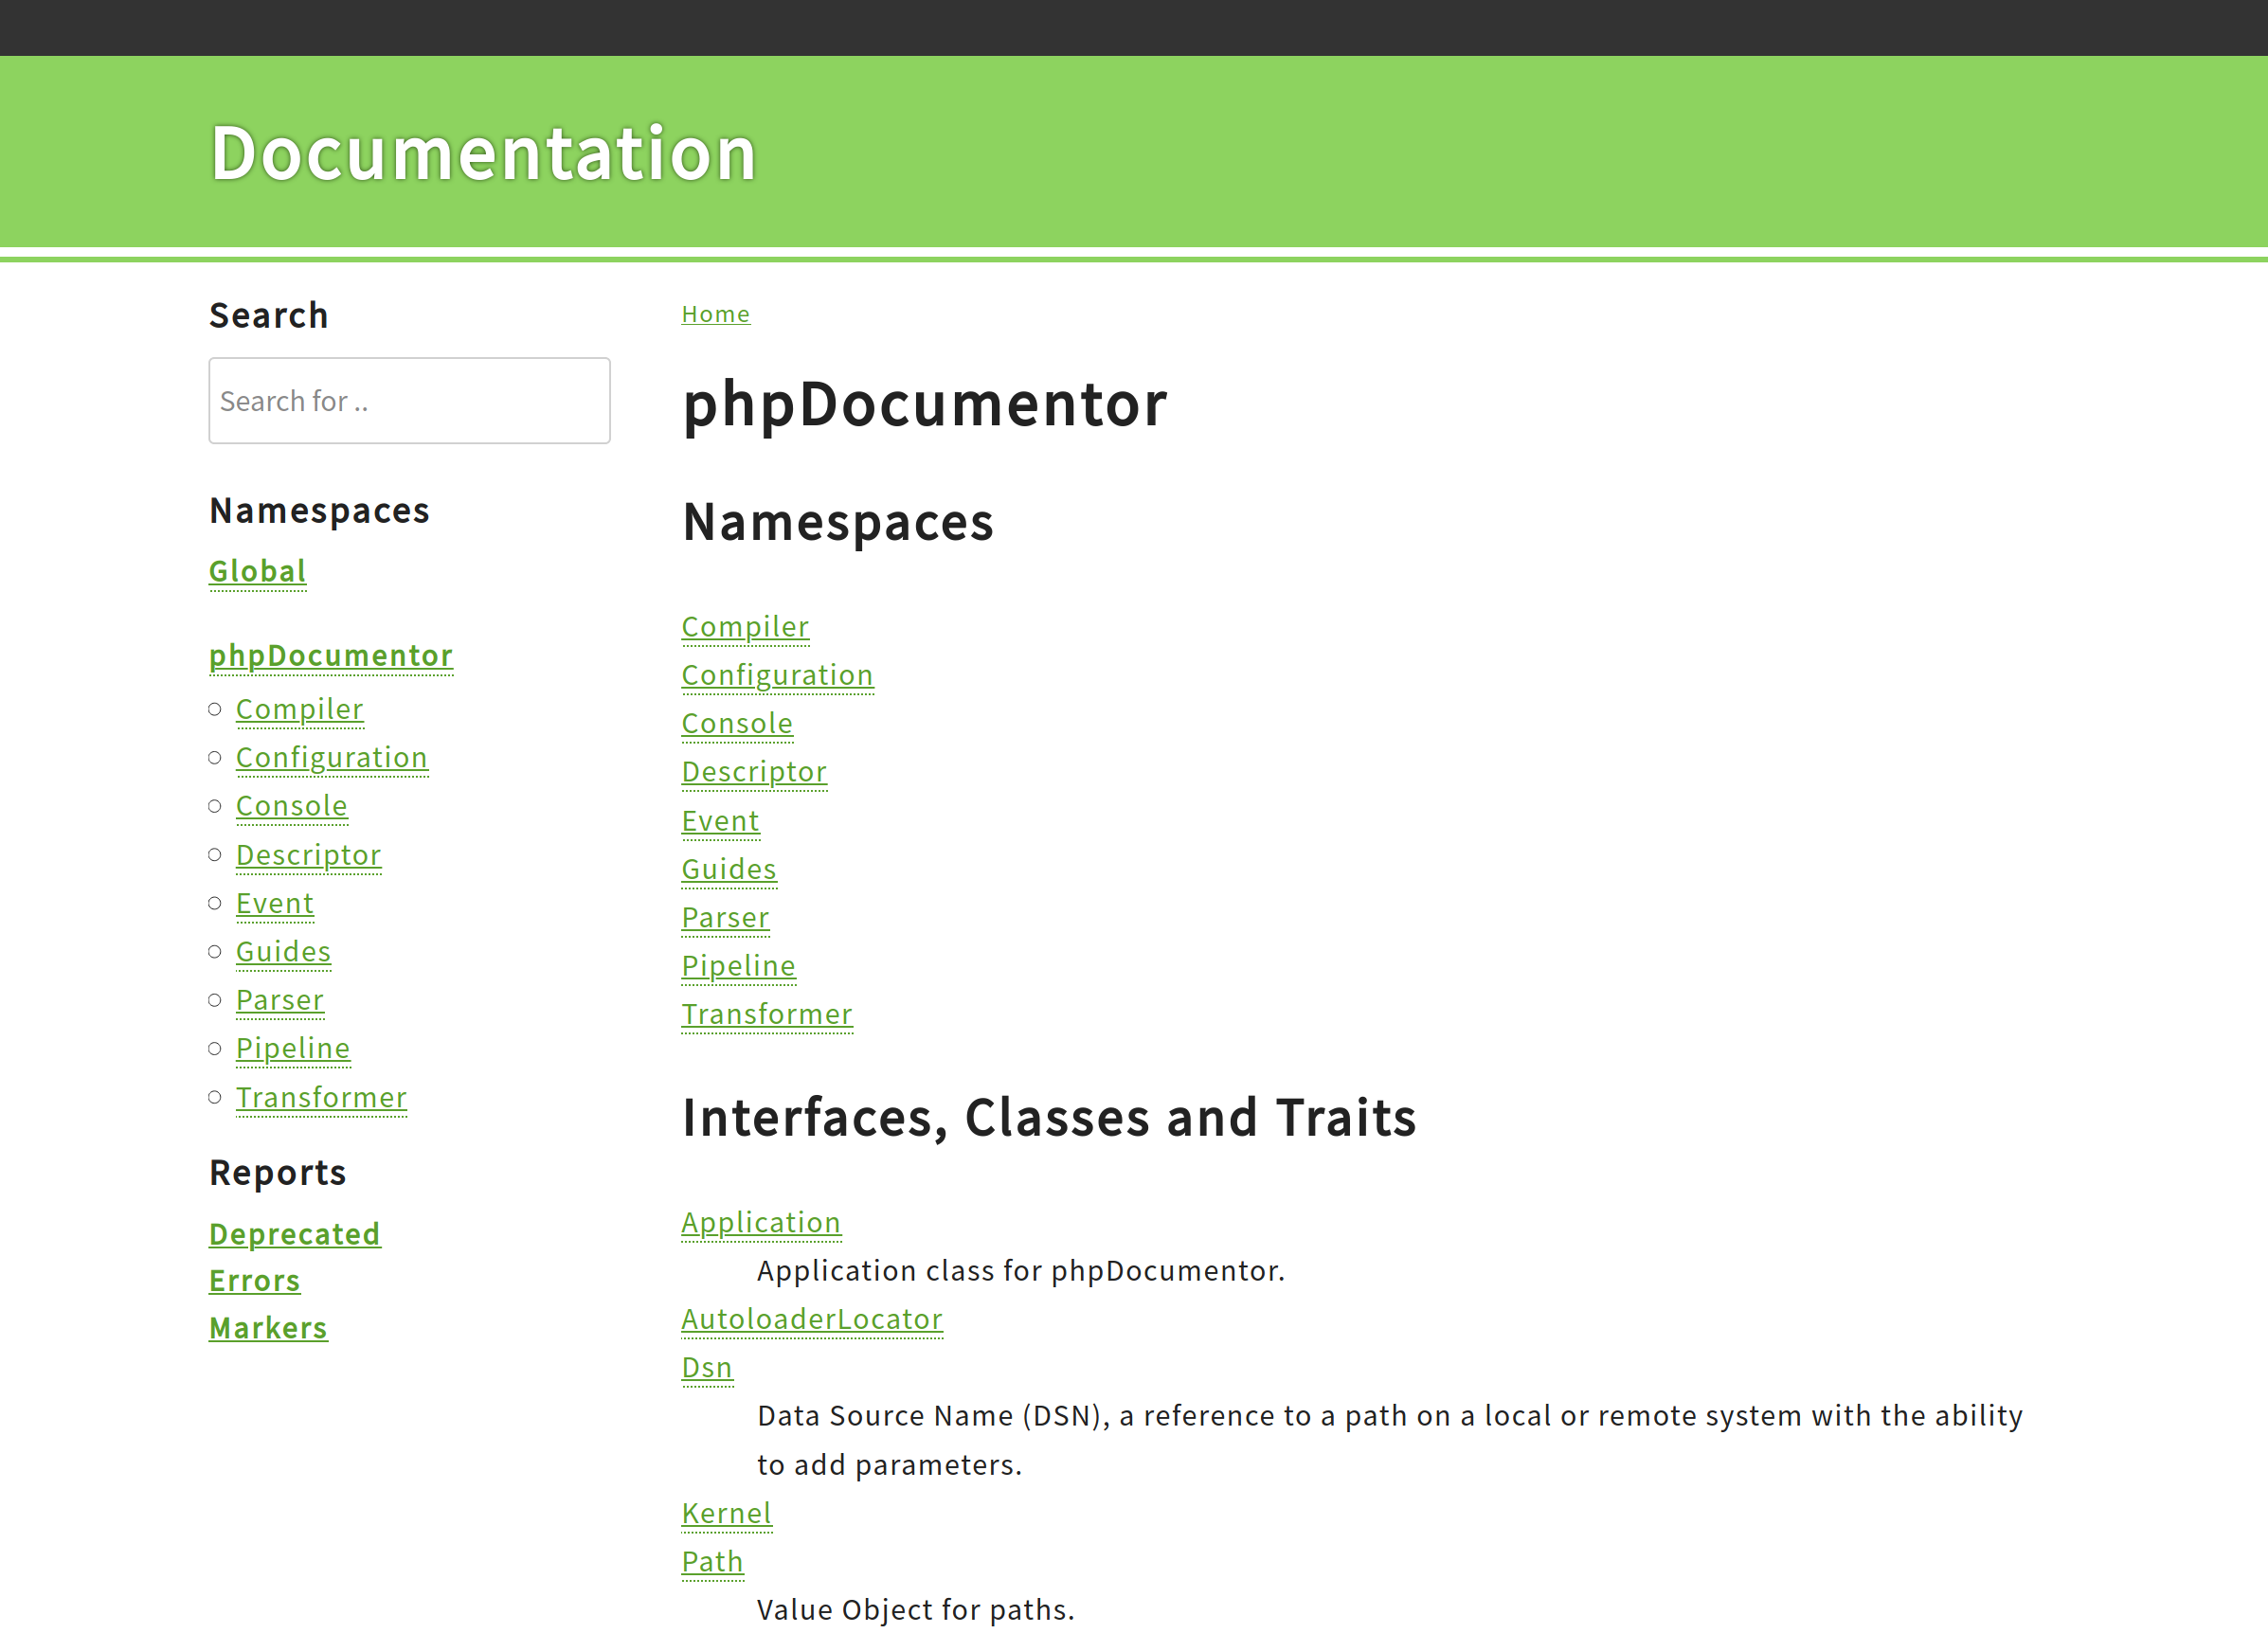 Documentation
Search
Search for ..
Namespaces
Global
phpDocumentor
Compiler
Configuration
Console
Descriptor
Event
Guides
Parser
Pipeline
Transformer
Reports
Deprecated
Errors
Markers
Home
phpDocumentor
Namespaces
Compiler
Configuration
Console
Descriptor
Event
Guides
Parser
Pipeline
Transformer
Interfaces, Classes and Traits
Application
Application class for phpDocumentor.
AutoloaderLocator
Dsn
Data Source Name (DSN), a reference to a path on a local or remote system with the ability
to add parameters.
Kernel
Path
Value Object for paths.